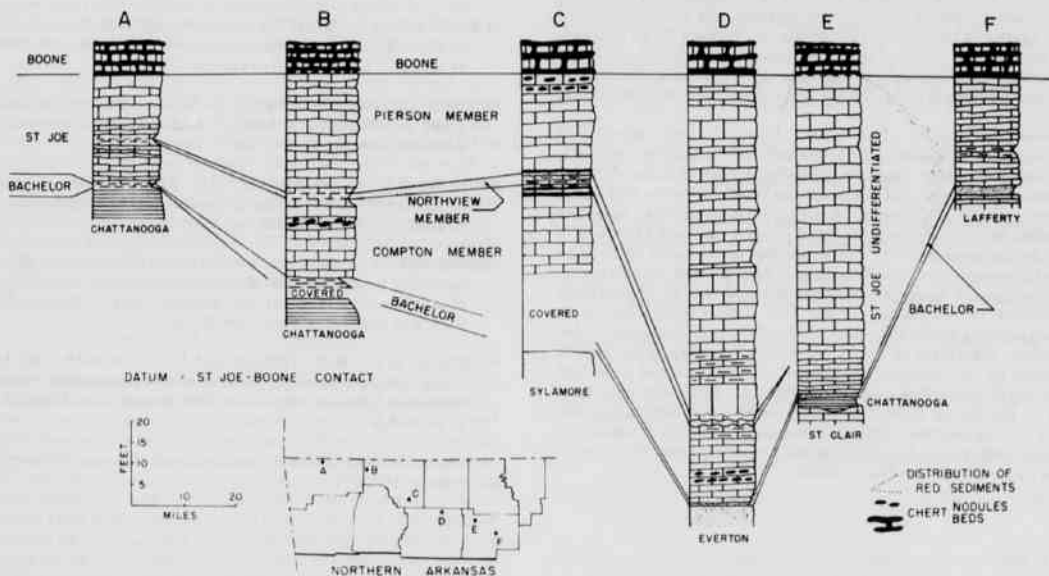 A
B
C
D
E
F
BOONE
BOONE
ST JOE
PIERSON MEMBER
BACHELOR
NORTHVIEW
MEMBER
CHATTANOOGA
COMPTON MEMBER
ST JOE UNDIFFERENTIATED
LAFFERTY
BACHELOR
COVERED
BACHELOR
CHATTANOOGA
COVERED
DATUM = ST JOE-BOONE CONTACT
SYLAMORE
CHATTANOOGA
ST CLAIR
20
15
10
5
FEET
20
MILES
A
B
C
D
E
F
DISTRIBUTION OF
RED SEDIMENTS
CHERT NODULES
BEDS
EVERTON
NORTHERN ARKANSAS